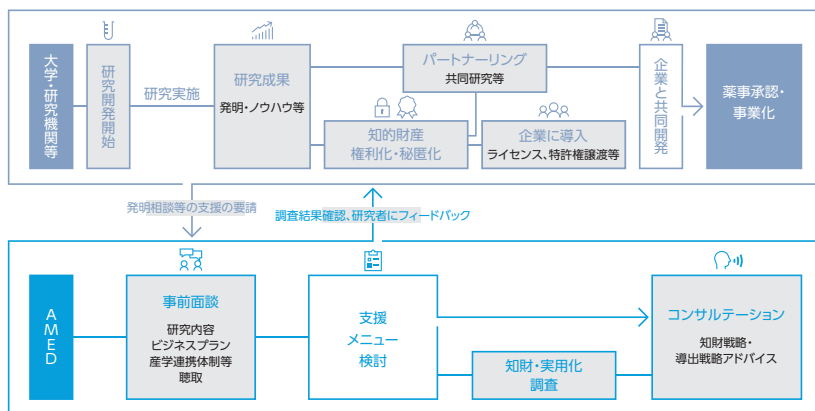 大学・研究機関等
研究開発開始
研究実施
研究成果
発明・ノウハウ等
パートナーリング
共同研究等
知的財産
権利化・秘匿化
企業に導入
ライセンス、特許権譲渡等
企業と共同開発
薬事承認・
事業化
発明相談等の支援の要請
調査結果確認、研究者にフィードバック
AMED
事前面談
研究内容
ビジネスプラン
産学連携体制等
聴取
支援
メニュー
検討
知財・実用化
調査
コンサルテーション
知財戦略・
導出戦略アドバイス